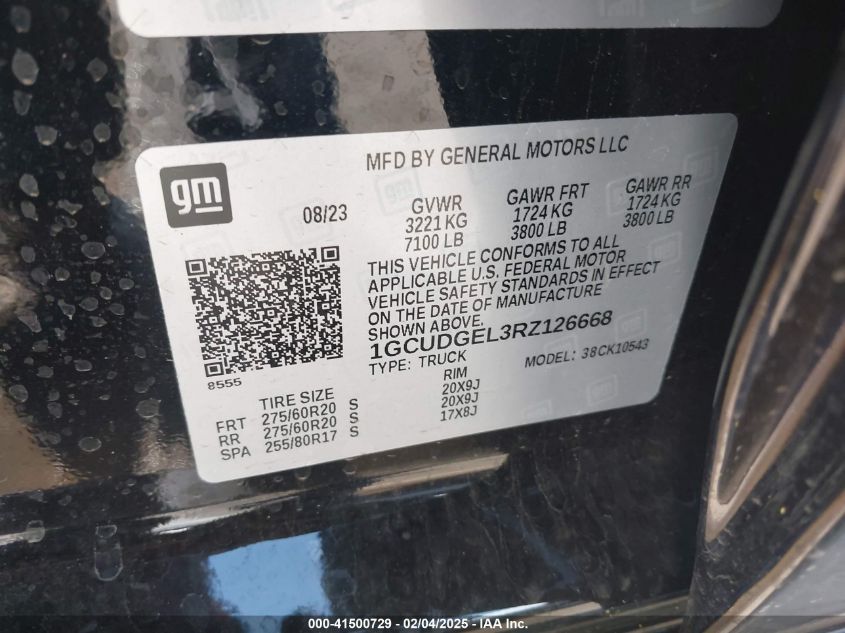 MFD BY GENERAL MOTORS LLC
gm
08/23
GVWR
3221 KG
7100 LB
GAWR FRT
1724 KG
3800 LB
GAWR RR
1724 KG
3800 LB
THIS VEHICLE CONFORMS TO ALL
APPLICABLE U.S. FEDERAL MOTOR
VEHICLE SAFETY STANDARDS IN EFFECT
ON THE DATE OF MANUFACTURE
SHOWN ABOVE.
1GCUDGEL3RZ126668
TYPE: TRUCK
MODEL: 38CK10543
8555
TIRE SIZE
RIM
FRT 275/60R20 S 20X9J
RR 275/60R20 S 20X9J
SPA 255/80R17 S 17X8J
000-41500729 - 02/04/2025 - IAA Inc.